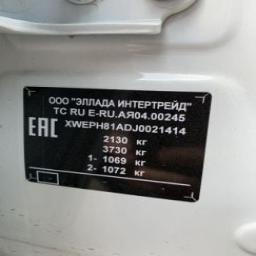 ООО "ЭЛЛАДА ИНТЕРТРЕЙД"
ТС RU E-RU.АЯ04.00245
XWEPH81ADJ0021414
EAC
2130 кг
3730 кг
1- 1069 кг
2- 1072 кг